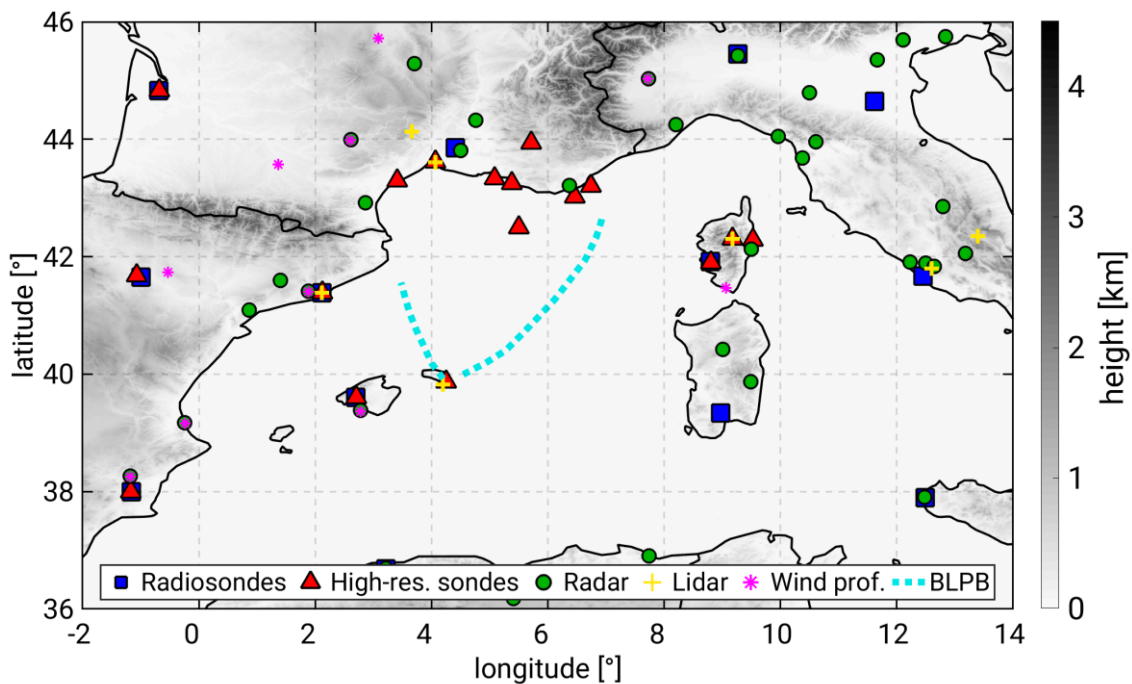 46
44
42
40
38
36
latitude [°]
Radiosondes High-res. sondes Radar Lidar Wind prof. BLPB
-2 0 2 4 6 8 10 12 14
longitude [°]
4
3
2
1
0
height [km]